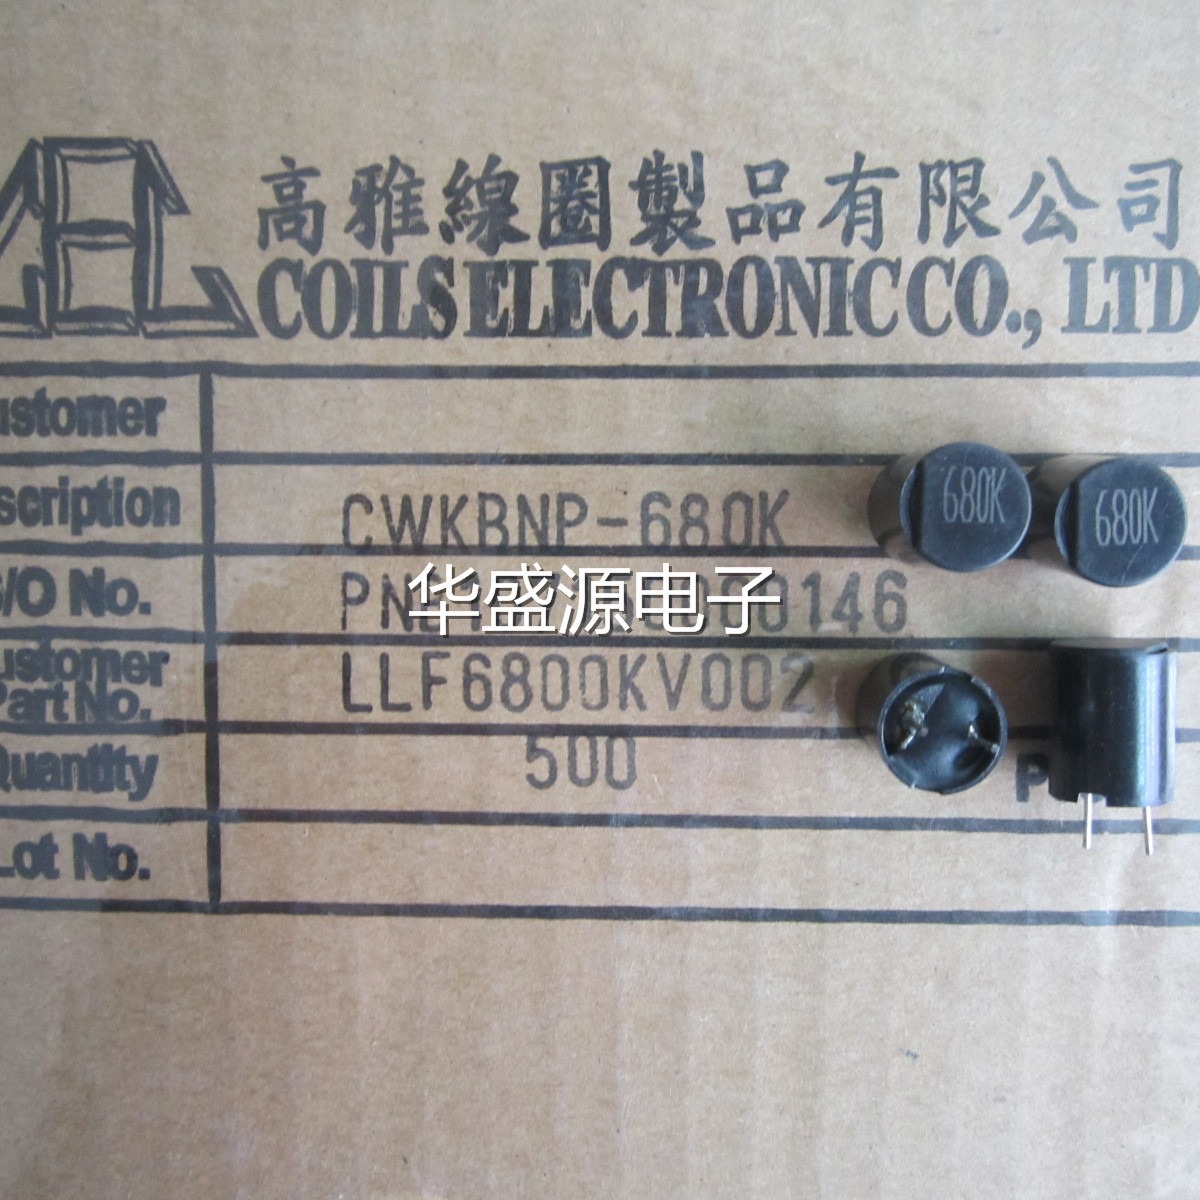 高雅線圈製品有限公司
COILS ELECTRONIC CO., LTD
ustomer
scription CWKBNP-680K
/O No.
ustomer Part No. LLF6800KV002
Quantity 500 P
Lot No.
680K
680K
华盛源电子